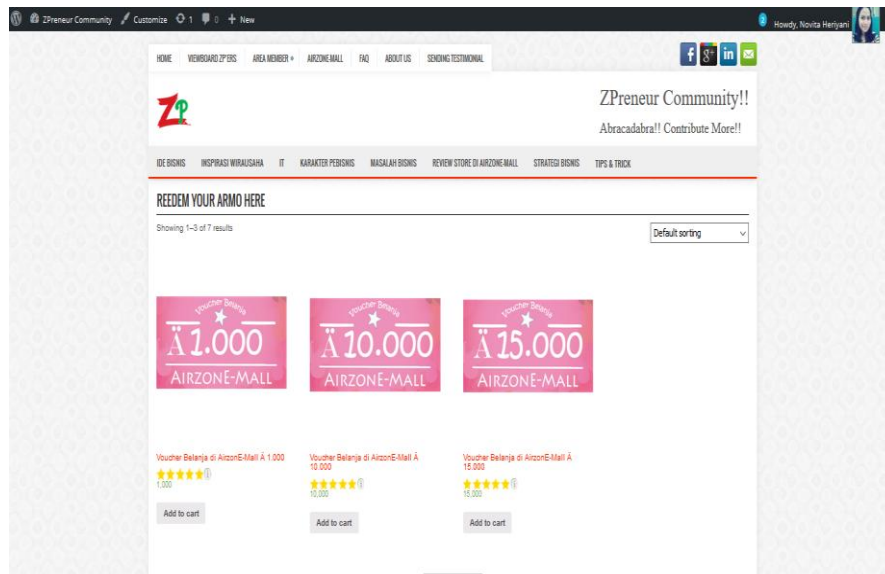 ZPreneur Community Customize 1 0 + New
2 Howdy, Novita Heriyani
HOME VIEWBOARD ZP'ERS AREA MEMBER AIRZONE-MALL FAQ ABOUT US SENDING TESTIMONIAL
f g+ in
ZP
ZPreneur Community!!
Abracadabra!! Contribute More!!
IDE BISNIS INSPIRASI WIRAUSAHA IT KARAKTER PEBISNIS MASALAH BISNIS REVIEW STORE DI AIRZONE-MALL STRATEGI BISNIS TIPS & TRICK
REEDEM YOUR ARMO HERE
Showing 1–3 of 7 results
Default sorting
Voucher Belanja
Ä 1.000
AIRZONE-MALL
Voucher Belanja
Ä 10.000
AIRZONE-MALL
Voucher Belanja
Ä 15.000
AIRZONE-MALL
Voucher Belanja di AirzonE-Mall Ä 1.000
1,000
Add to cart
Voucher Belanja di AirzonE-Mall Ä
10.000
10,000
Add to cart
Voucher Belanja di AirzonE-Mall Ä
15.000
15,000
Add to cart